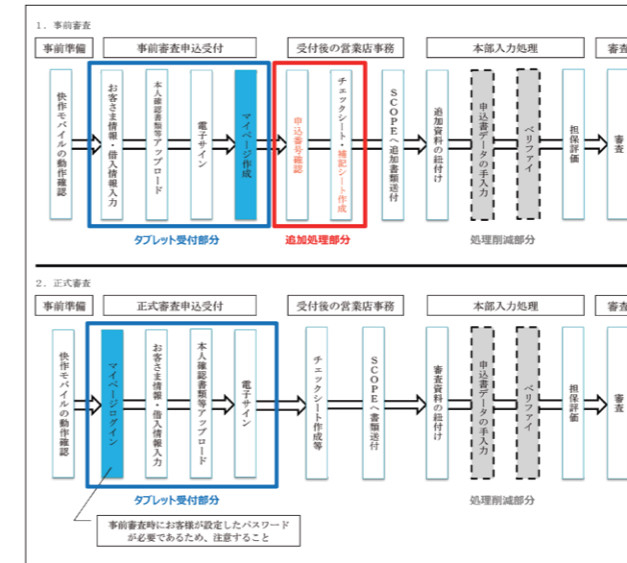 1. 事前審査
事前準備
事前審査申込受付
受付後の営業店事務
本部入力処理
審査
快作モバイルの動作確認
お客さま情報・借入情報入力
本人確認書類等アップロード
電子サイン
マイページ作成
申込番号確認
チェックシート・補記シート作成
SCOPEへ追加書類送付
追加資料の紐付け
申込書データの手入力
ベリファイ
担保評価
審査
タブレット受付部分
追加処理部分
処理削減部分
2. 正式審査
事前準備
正式審査申込受付
受付後の営業店事務
本部入力処理
審査
快作モバイルの動作確認
マイページログイン
お客さま情報・借入情報入力
本人確認書類等アップロード
電子サイン
チェックシート作成等
SCOPEへ書類送付
審査資料の紐付け
申込書データの手入力
ベリファイ
担保評価
審査
タブレット受付部分
処理削減部分
事前審査時にお客様が設定したパスワード
が必要であるため、注意すること